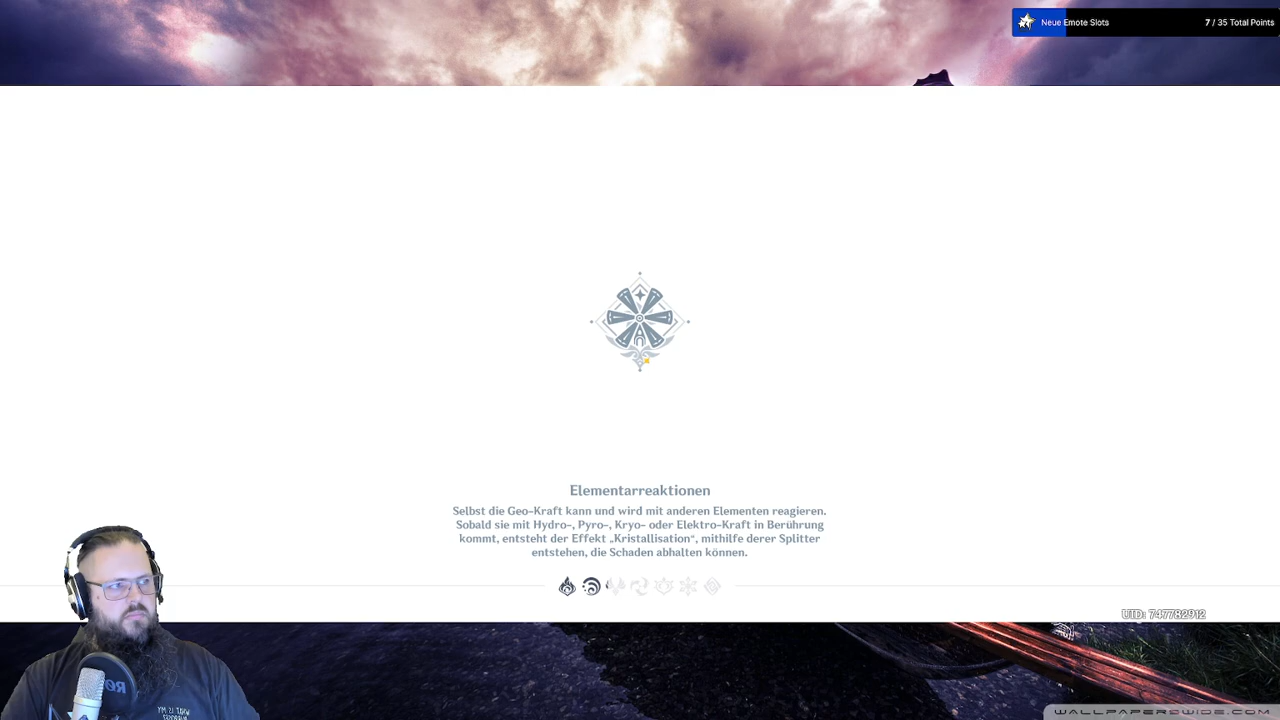 Neue Emote Slots
7 / 35 Total Points
Elementarreaktionen
Selbst die Geo-Kraft kann und wird mit anderen Elementen reagieren.
Sobald sie mit Hydro-, Pyro-, Kryo- oder Elektro-Kraft in Berührung
kommt, entsteht der Effekt „Kristallisation“, mithilfe derer Splitter
entstehen, die Schaden abhalten können.
UID: 747782912
WALLPAPERSWIDE.COM